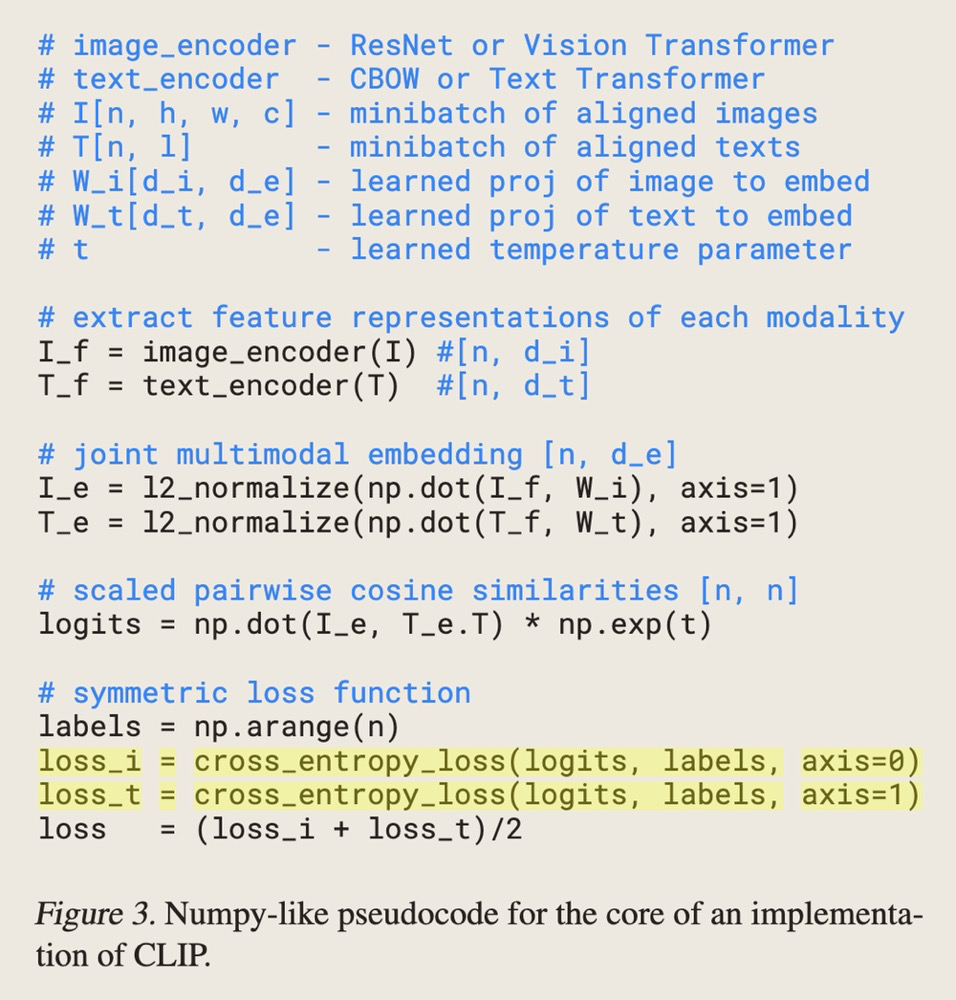 # image_encoder - ResNet or Vision Transformer
# text_encoder  - CBOW or Text Transformer
# I[n, h, w, c] - minibatch of aligned images
# T[n, l]       - minibatch of aligned texts
# W_i[d_i, d_e] - learned proj of image to embed
# W_t[d_t, d_e] - learned proj of text to embed
# t             - learned temperature parameter
# extract feature representations of each modality
I_f = image_encoder(I) #[n, d_i]
T_f = text_encoder(T)  #[n, d_t]
# joint multimodal embedding [n, d_e]
I_e = l2_normalize(np.dot(I_f, W_i), axis=1)
T_e = l2_normalize(np.dot(T_f, W_t), axis=1)
# scaled pairwise cosine similarities [n, n]
logits = np.dot(I_e, T_e.T) * np.exp(t)
# symmetric loss function
labels = np.arange(n)
loss_i = cross_entropy_loss(logits, labels, axis=0)
loss_t = cross_entropy_loss(logits, labels, axis=1)
loss   = (loss_i + loss_t)/2
Figure 3. Numpy-like pseudocode for the core of an implementa-
tion of CLIP.